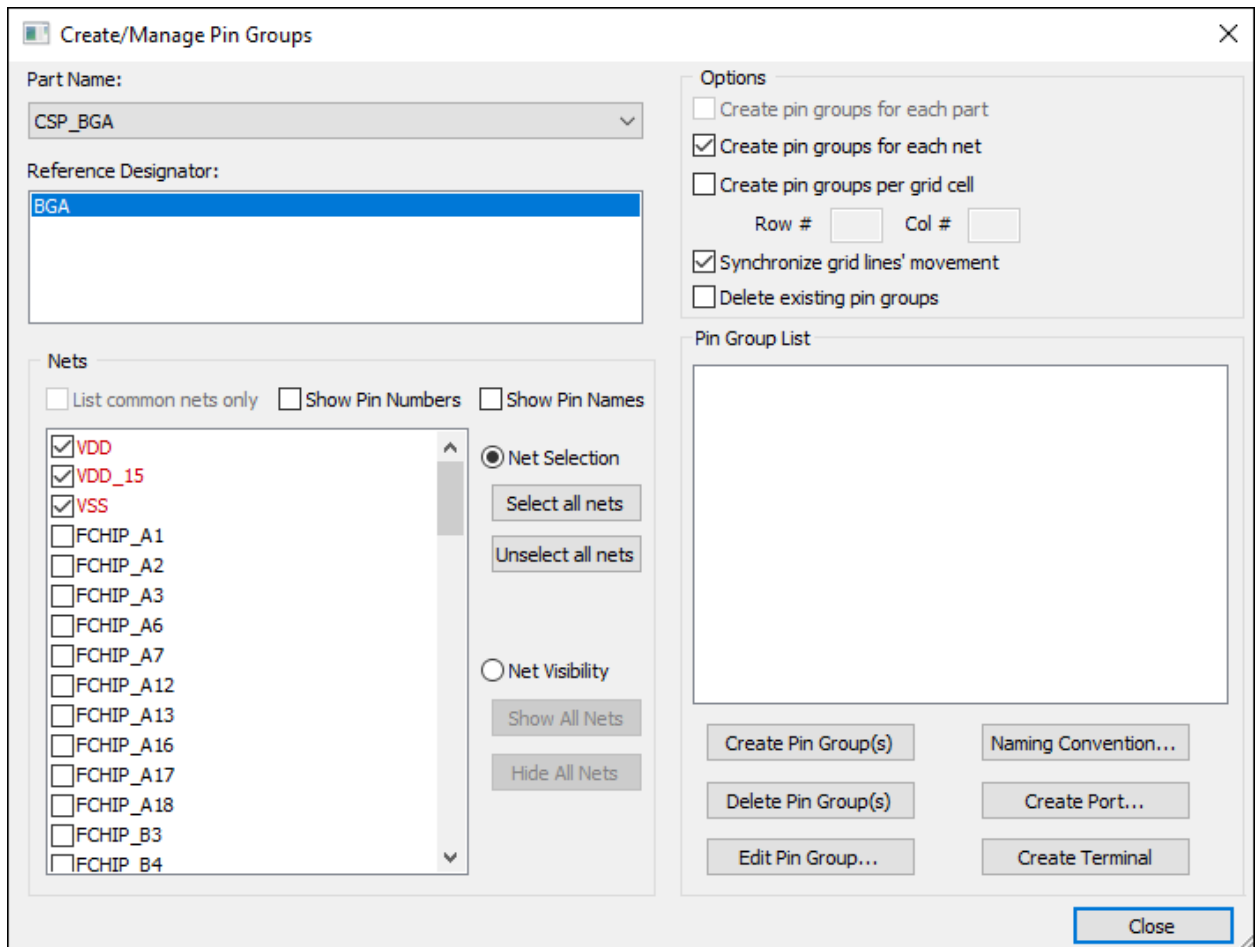 Create/Manage Pin Groups
Part Name:
CSP_BGA
Reference Designator:
BGA
Nets
List common nets only
Show Pin Numbers
Show Pin Names
VDD
VDD_15
VSS
FCHIP_A1
FCHIP_A2
FCHIP_A3
FCHIP_A6
FCHIP_A7
FCHIP_A12
FCHIP_A13
FCHIP_A16
FCHIP_A17
FCHIP_A18
FCHIP_B3
FCHIP_B4
Net Selection
Select all nets
Unselect all nets
Net Visibility
Show All Nets
Hide All Nets
Options
Create pin groups for each part
Create pin groups for each net
Create pin groups per grid cell
Row # Col #
Synchronize grid lines' movement
Delete existing pin groups
Pin Group List
Create Pin Group(s)
Naming Convention...
Delete Pin Group(s)
Create Port...
Edit Pin Group...
Create Terminal
Close